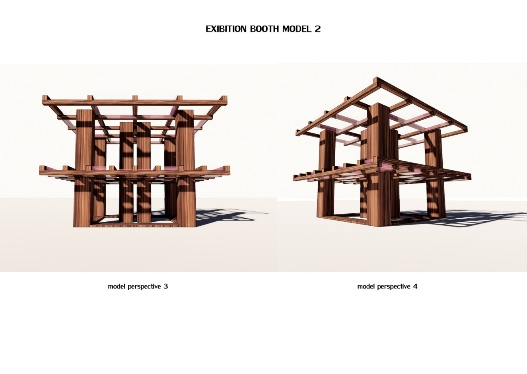 EXIBITION BOOTH MODEL 2
model perspective 3
model perspective 4